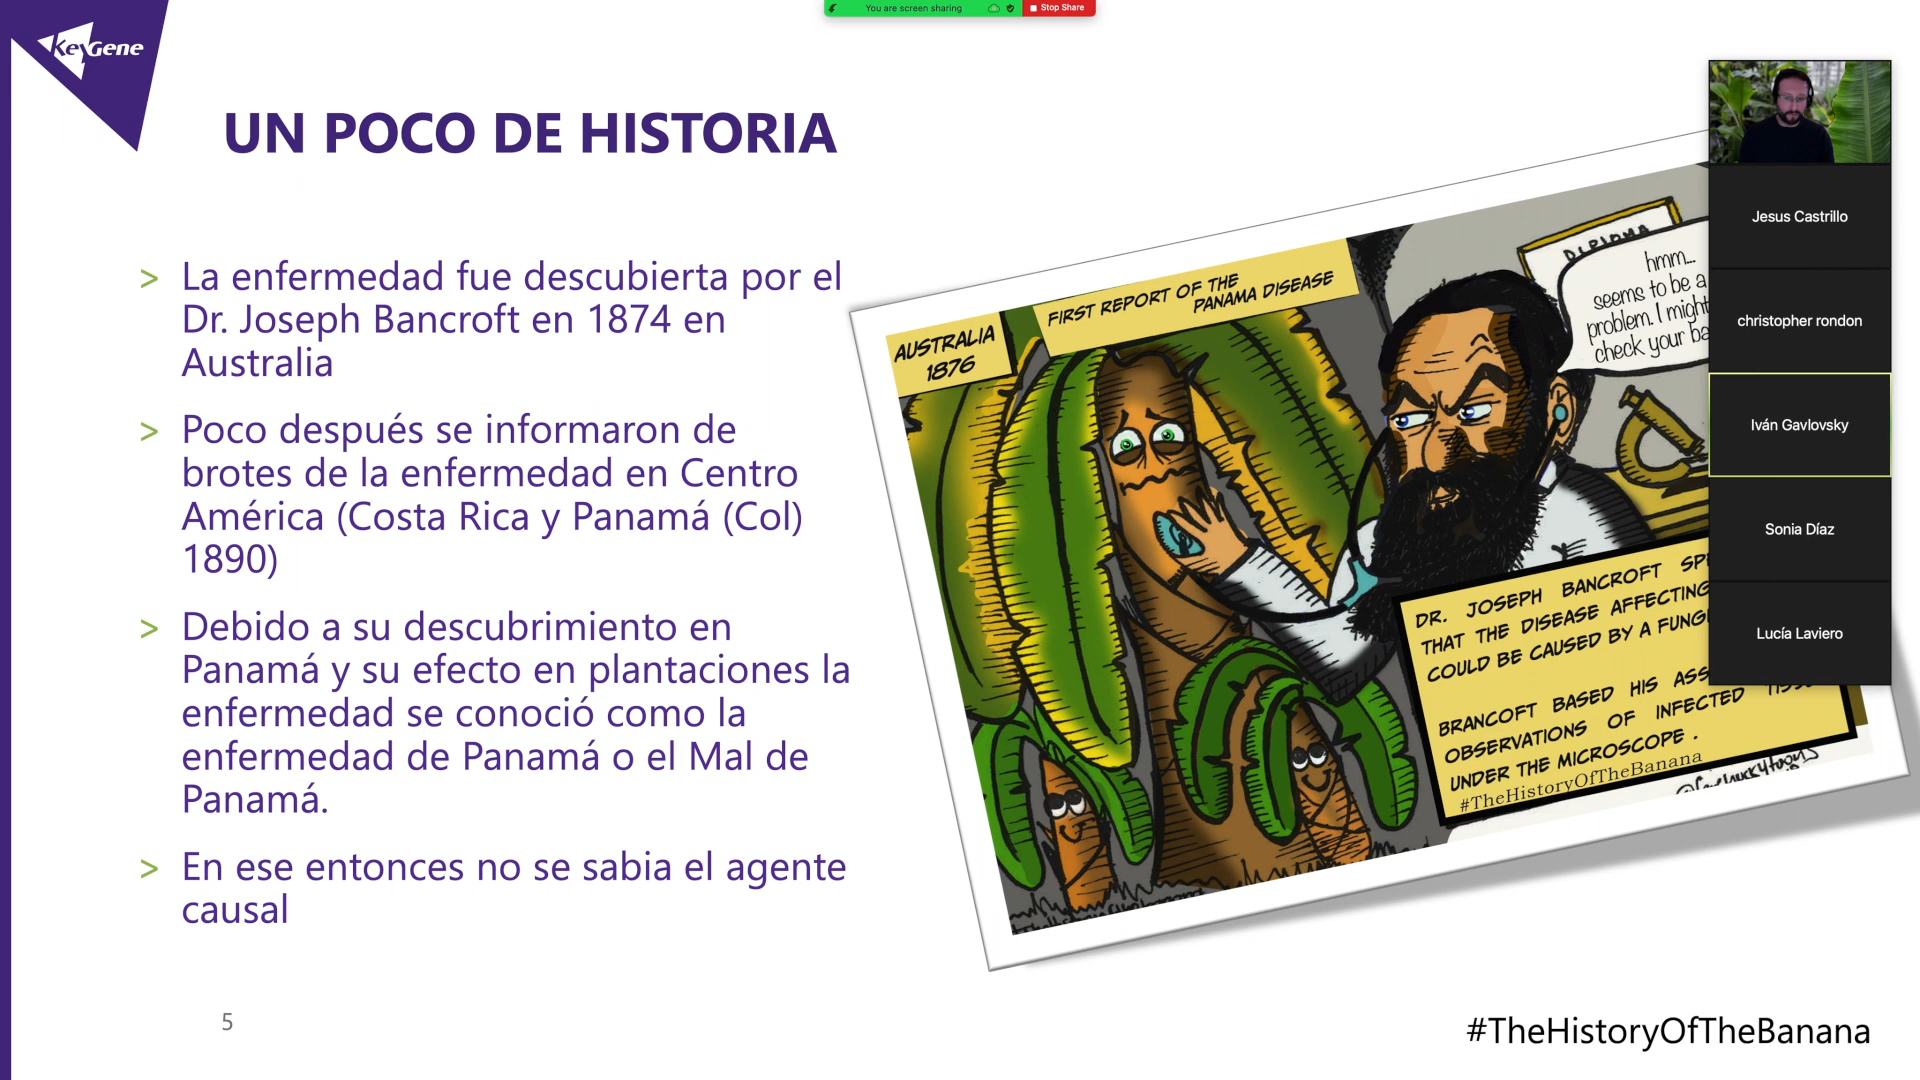 You are screen sharing
Stop Share
KeyGene
UN POCO DE HISTORIA
> La enfermedad fue descubierta por el
Dr. Joseph Bancroft en 1874 en
Australia
> Poco después se informaron de
brotes de la enfermedad en Centro
América (Costa Rica y Panamá (Col)
1890)
> Debido a su descubrimiento en
Panamá y su efecto en plantaciones la
enfermedad se conoció como la
enfermedad de Panamá o el Mal de
Panamá.
> En ese entonces no se sabia el agente
causal
AUSTRALIA
1876
FIRST REPORT OF THE
PANAMA DISEASE
DIPLOMA
hmm...
seems to be a
problem. I might
check your
DR. JOSEPH BANCROFT
THAT THE DISEASE AFFECTING
COULD BE CAUSED BY A
BRANCOFT BASED HIS
OBSERVATIONS OF INFECTED
UNDER THE MICROSCOPE .
#TheHistoryOfTheBanana
Jesus Castrillo
christopher rondon
Iván Gavlovsky
Sonia Díaz
Lucía Laviero
5
#TheHistoryOfTheBanana